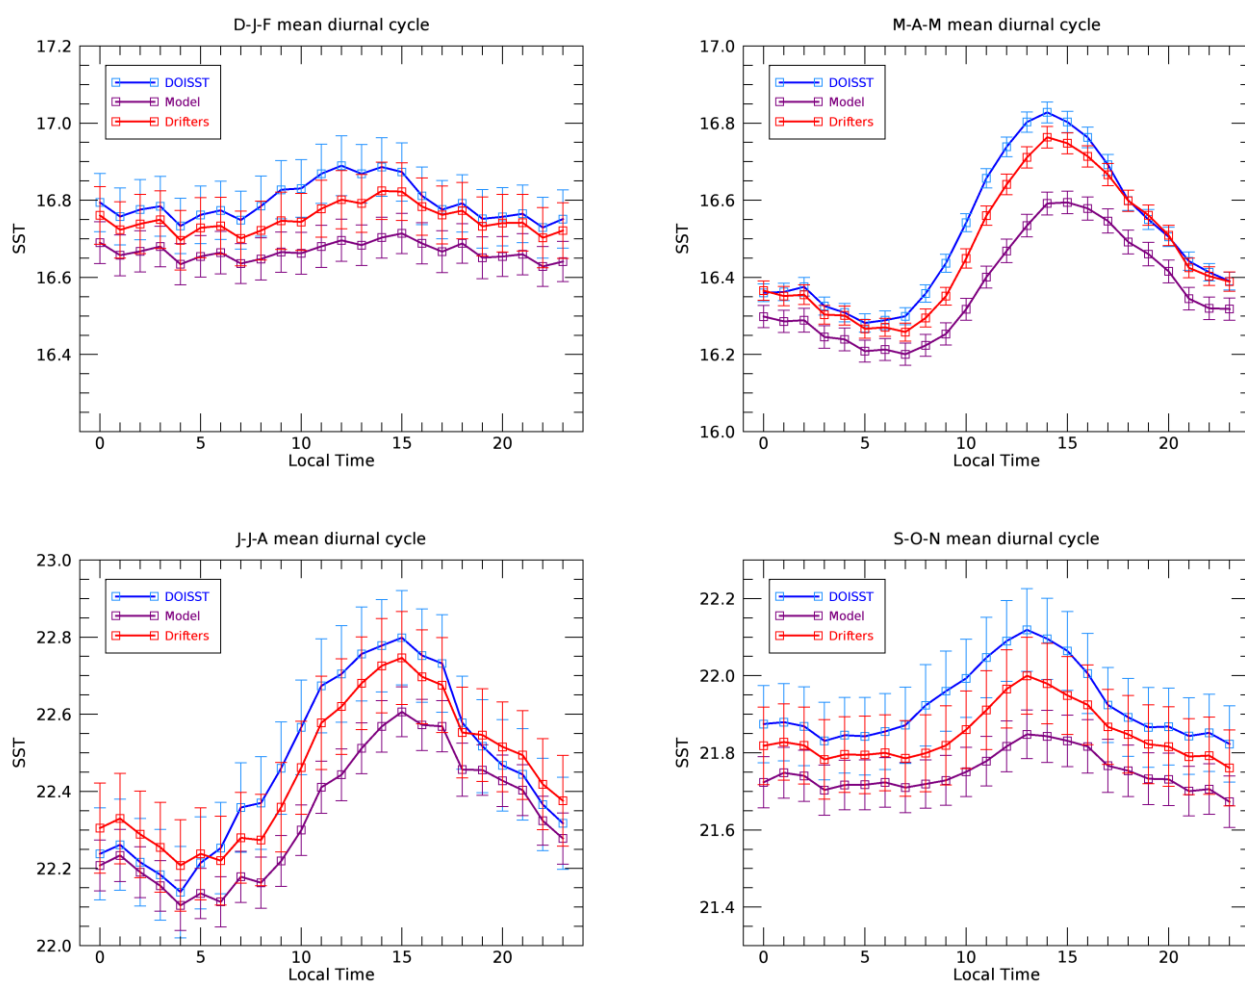 D-J-F mean diurnal cycle
17.2
17.0
16.8
16.6
16.4
SST
DOISST
Model
Drifters
0 5 10 15 20
Local Time
M-A-M mean diurnal cycle
17.0
16.8
16.6
16.4
16.2
16.0
SST
DOISST
Model
Drifters
0 5 10 15 20
Local Time
J-J-A mean diurnal cycle
23.0
22.8
22.6
22.4
22.2
22.0
SST
DOISST
Model
Drifters
0 5 10 15 20
Local Time
S-O-N mean diurnal cycle
22.2
22.0
21.8
21.6
21.4
SST
DOISST
Model
Drifters
0 5 10 15 20
Local Time